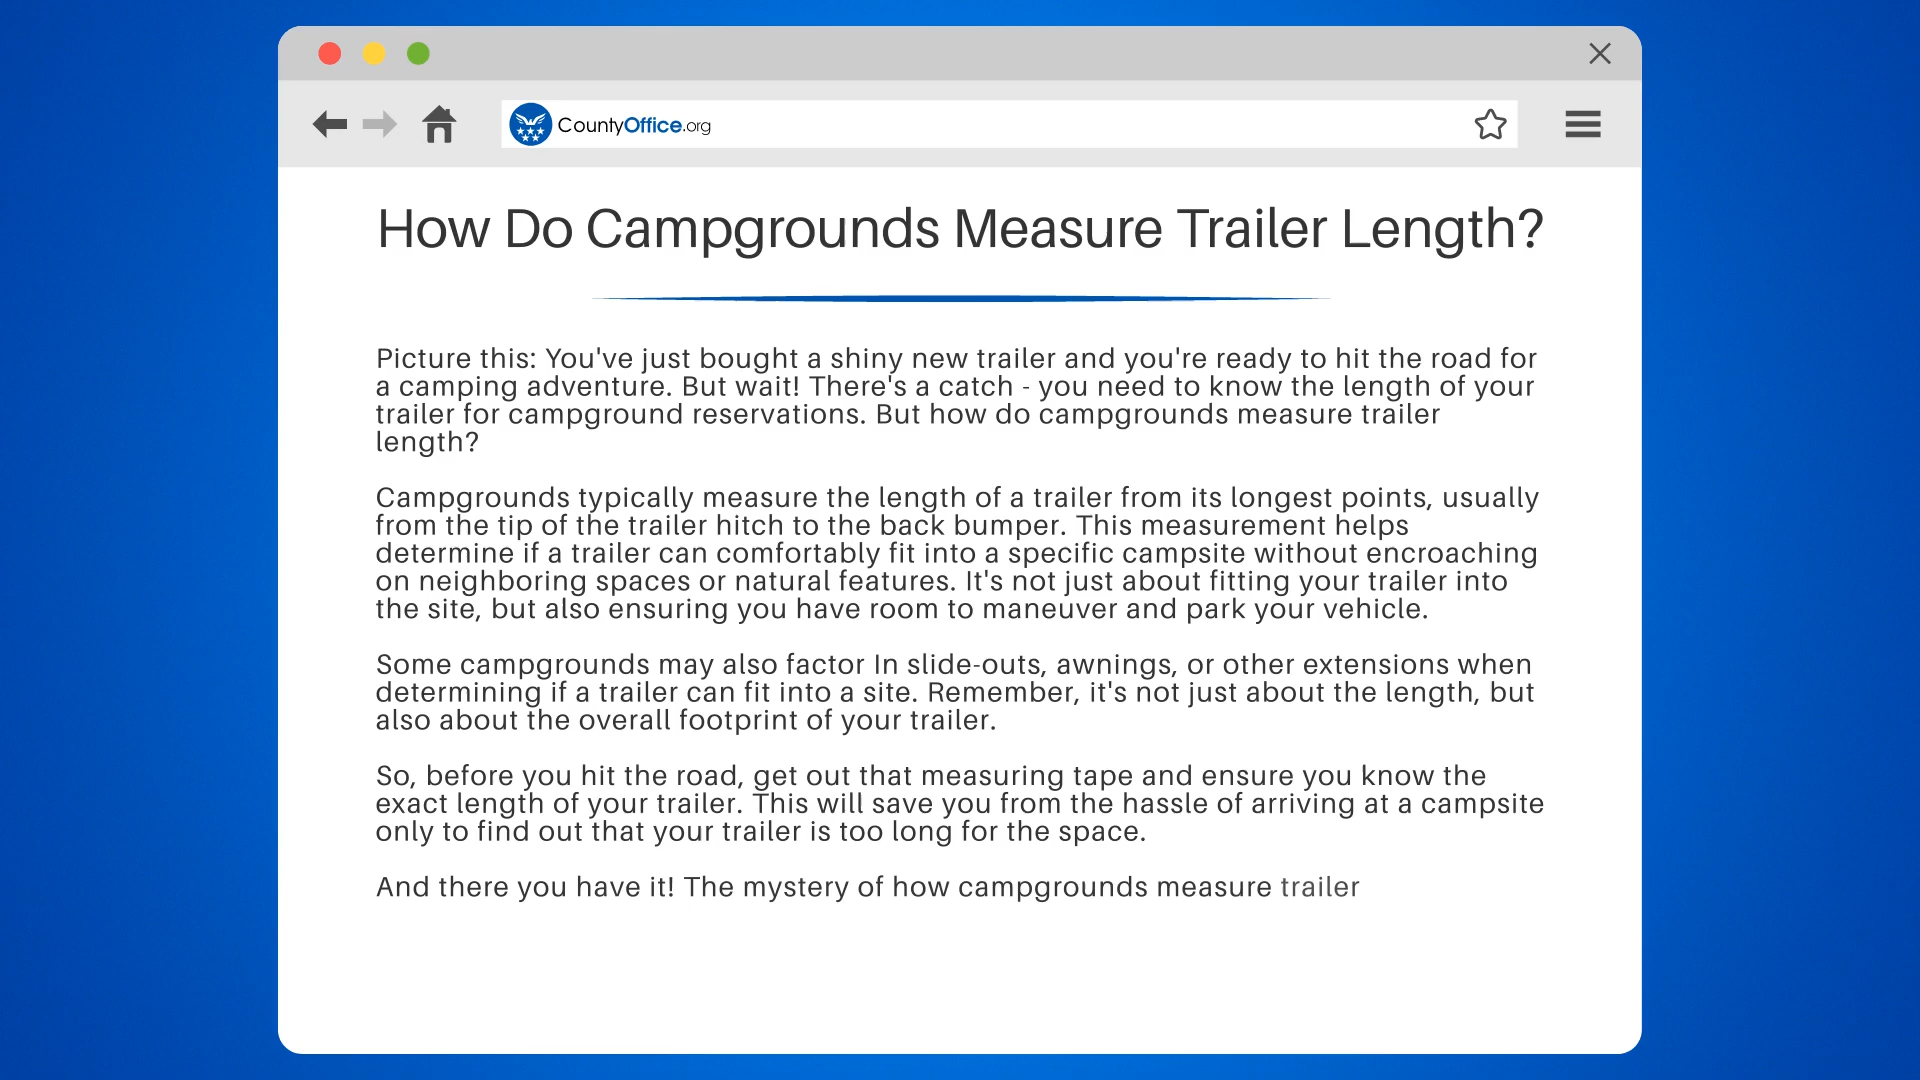 CountyOffice.org
How Do Campgrounds Measure Trailer Length?
Picture this: You've just bought a shiny new trailer and you're ready to hit the road for
a camping adventure. But wait! There's a catch - you need to know the length of your
trailer for campground reservations. But how do campgrounds measure trailer
length?
Campgrounds typically measure the length of a trailer from its longest points, usually
from the tip of the trailer hitch to the back bumper. This measurement helps
determine if a trailer can comfortably fit into a specific campsite without encroaching
on neighboring spaces or natural features. It's not just about fitting your trailer into
the site, but also ensuring you have room to maneuver and park your vehicle.
Some campgrounds may also factor In slide-outs, awnings, or other extensions when
determining if a trailer can fit into a site. Remember, it's not just about the length, but
also about the overall footprint of your trailer.
So, before you hit the road, get out that measuring tape and ensure you know the
exact length of your trailer. This will save you from the hassle of arriving at a campsite
only to find out that your trailer is too long for the space.
And there you have it! The mystery of how campgrounds measure trailer